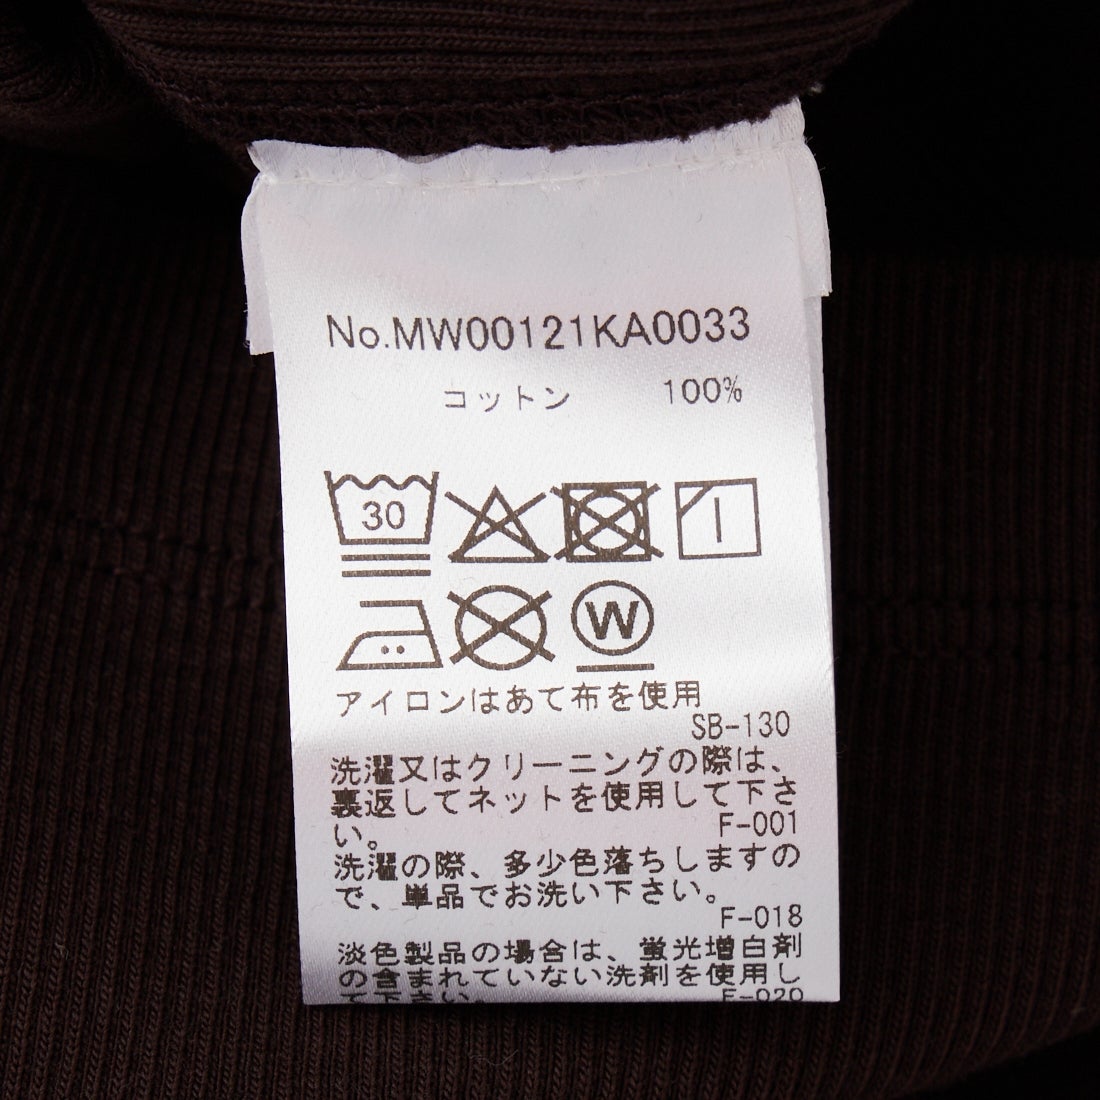 No.MW00121KA0033
コットン 100%
30
W
アイロンはあて布を使用
SB-130
洗濯又はクリーニングの際は、
裏返してネットを使用して下さ
い。
F-001
洗濯の際、多少色落ちしますの
で、単品でお洗い下さい。
F-018
淡色製品の場合は、蛍光増白剤
の含まれていない洗剤を使用し
て下さい。
F-020